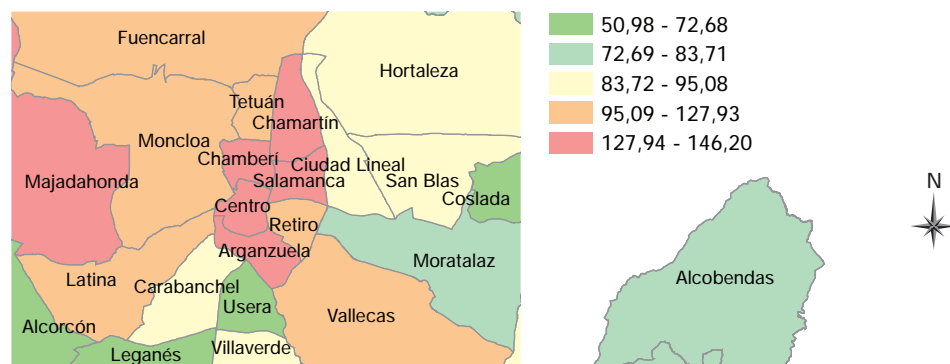 Fuencarral
Hortaleza
Tetuán
Chamartín
Moncloa
Chamberí
Ciudad Lineal
Majadahonda
Salamanca
San Blas
Coslada
Centro
Retiro
Arganzuela
Moratalaz
Latina
Carabanchel
Usera
Vallecas
Alcorcón
Leganés
Villaverde
50,98 - 72,68
72,69 - 83,71
83,72 - 95,08
95,09 - 127,93
127,94 - 146,20
N
Alcobendas